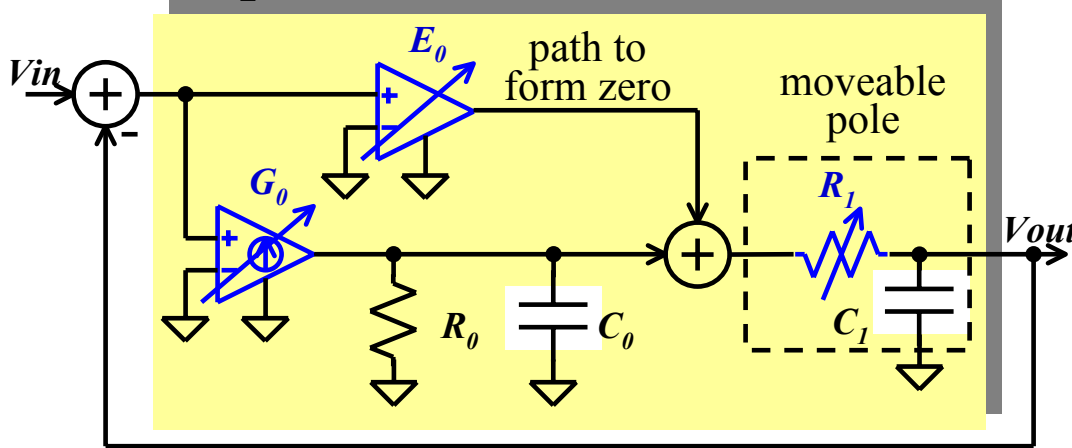 E₀
path to
form zero
Vin
+
-
+
−
moveable
pole
G₀
R₁
+
−
+
Vout
R₀
C₀
C₁